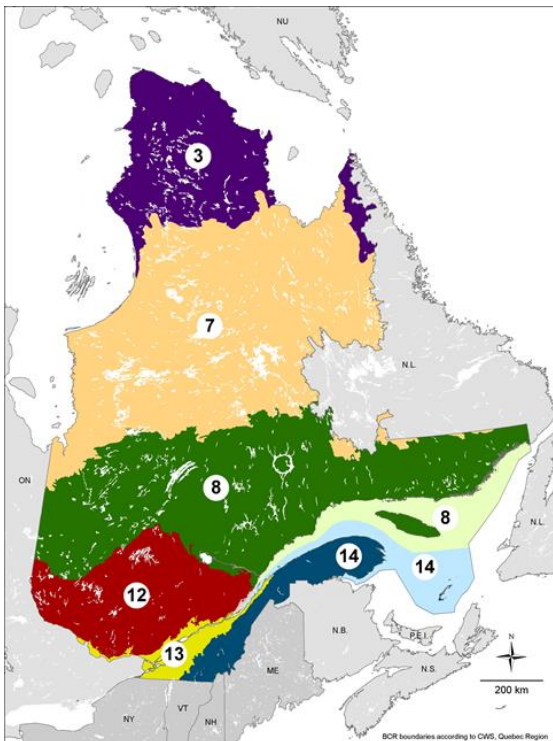 NU
3
7
N.L.
ON
8
8
N.L.
14
14
12
13
N.B.
P.E.I
ME
N.S.
N
200 km
NY
VT
NH
BCR boundaries according to CWS, Quebec Region